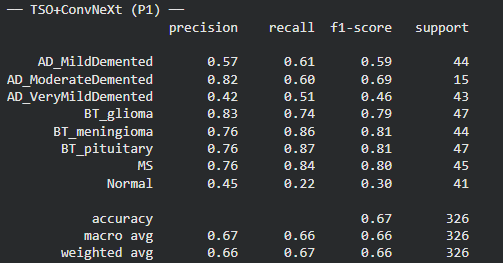 ── TSO+ConvNeXt (P1) ──
precision recall f1-score support
AD_MildDemented 0.57 0.61 0.59 44
AD_ModerateDemented 0.82 0.60 0.69 15
AD_VeryMildDemented 0.42 0.51 0.46 43
BT_glioma 0.83 0.74 0.79 47
BT_meningioma 0.76 0.86 0.81 44
BT_pituitary 0.76 0.87 0.81 47
MS 0.76 0.84 0.80 45
Normal 0.45 0.22 0.30 41
accuracy 0.67 326
macro avg 0.67 0.66 0.66 326
weighted avg 0.66 0.67 0.66 326